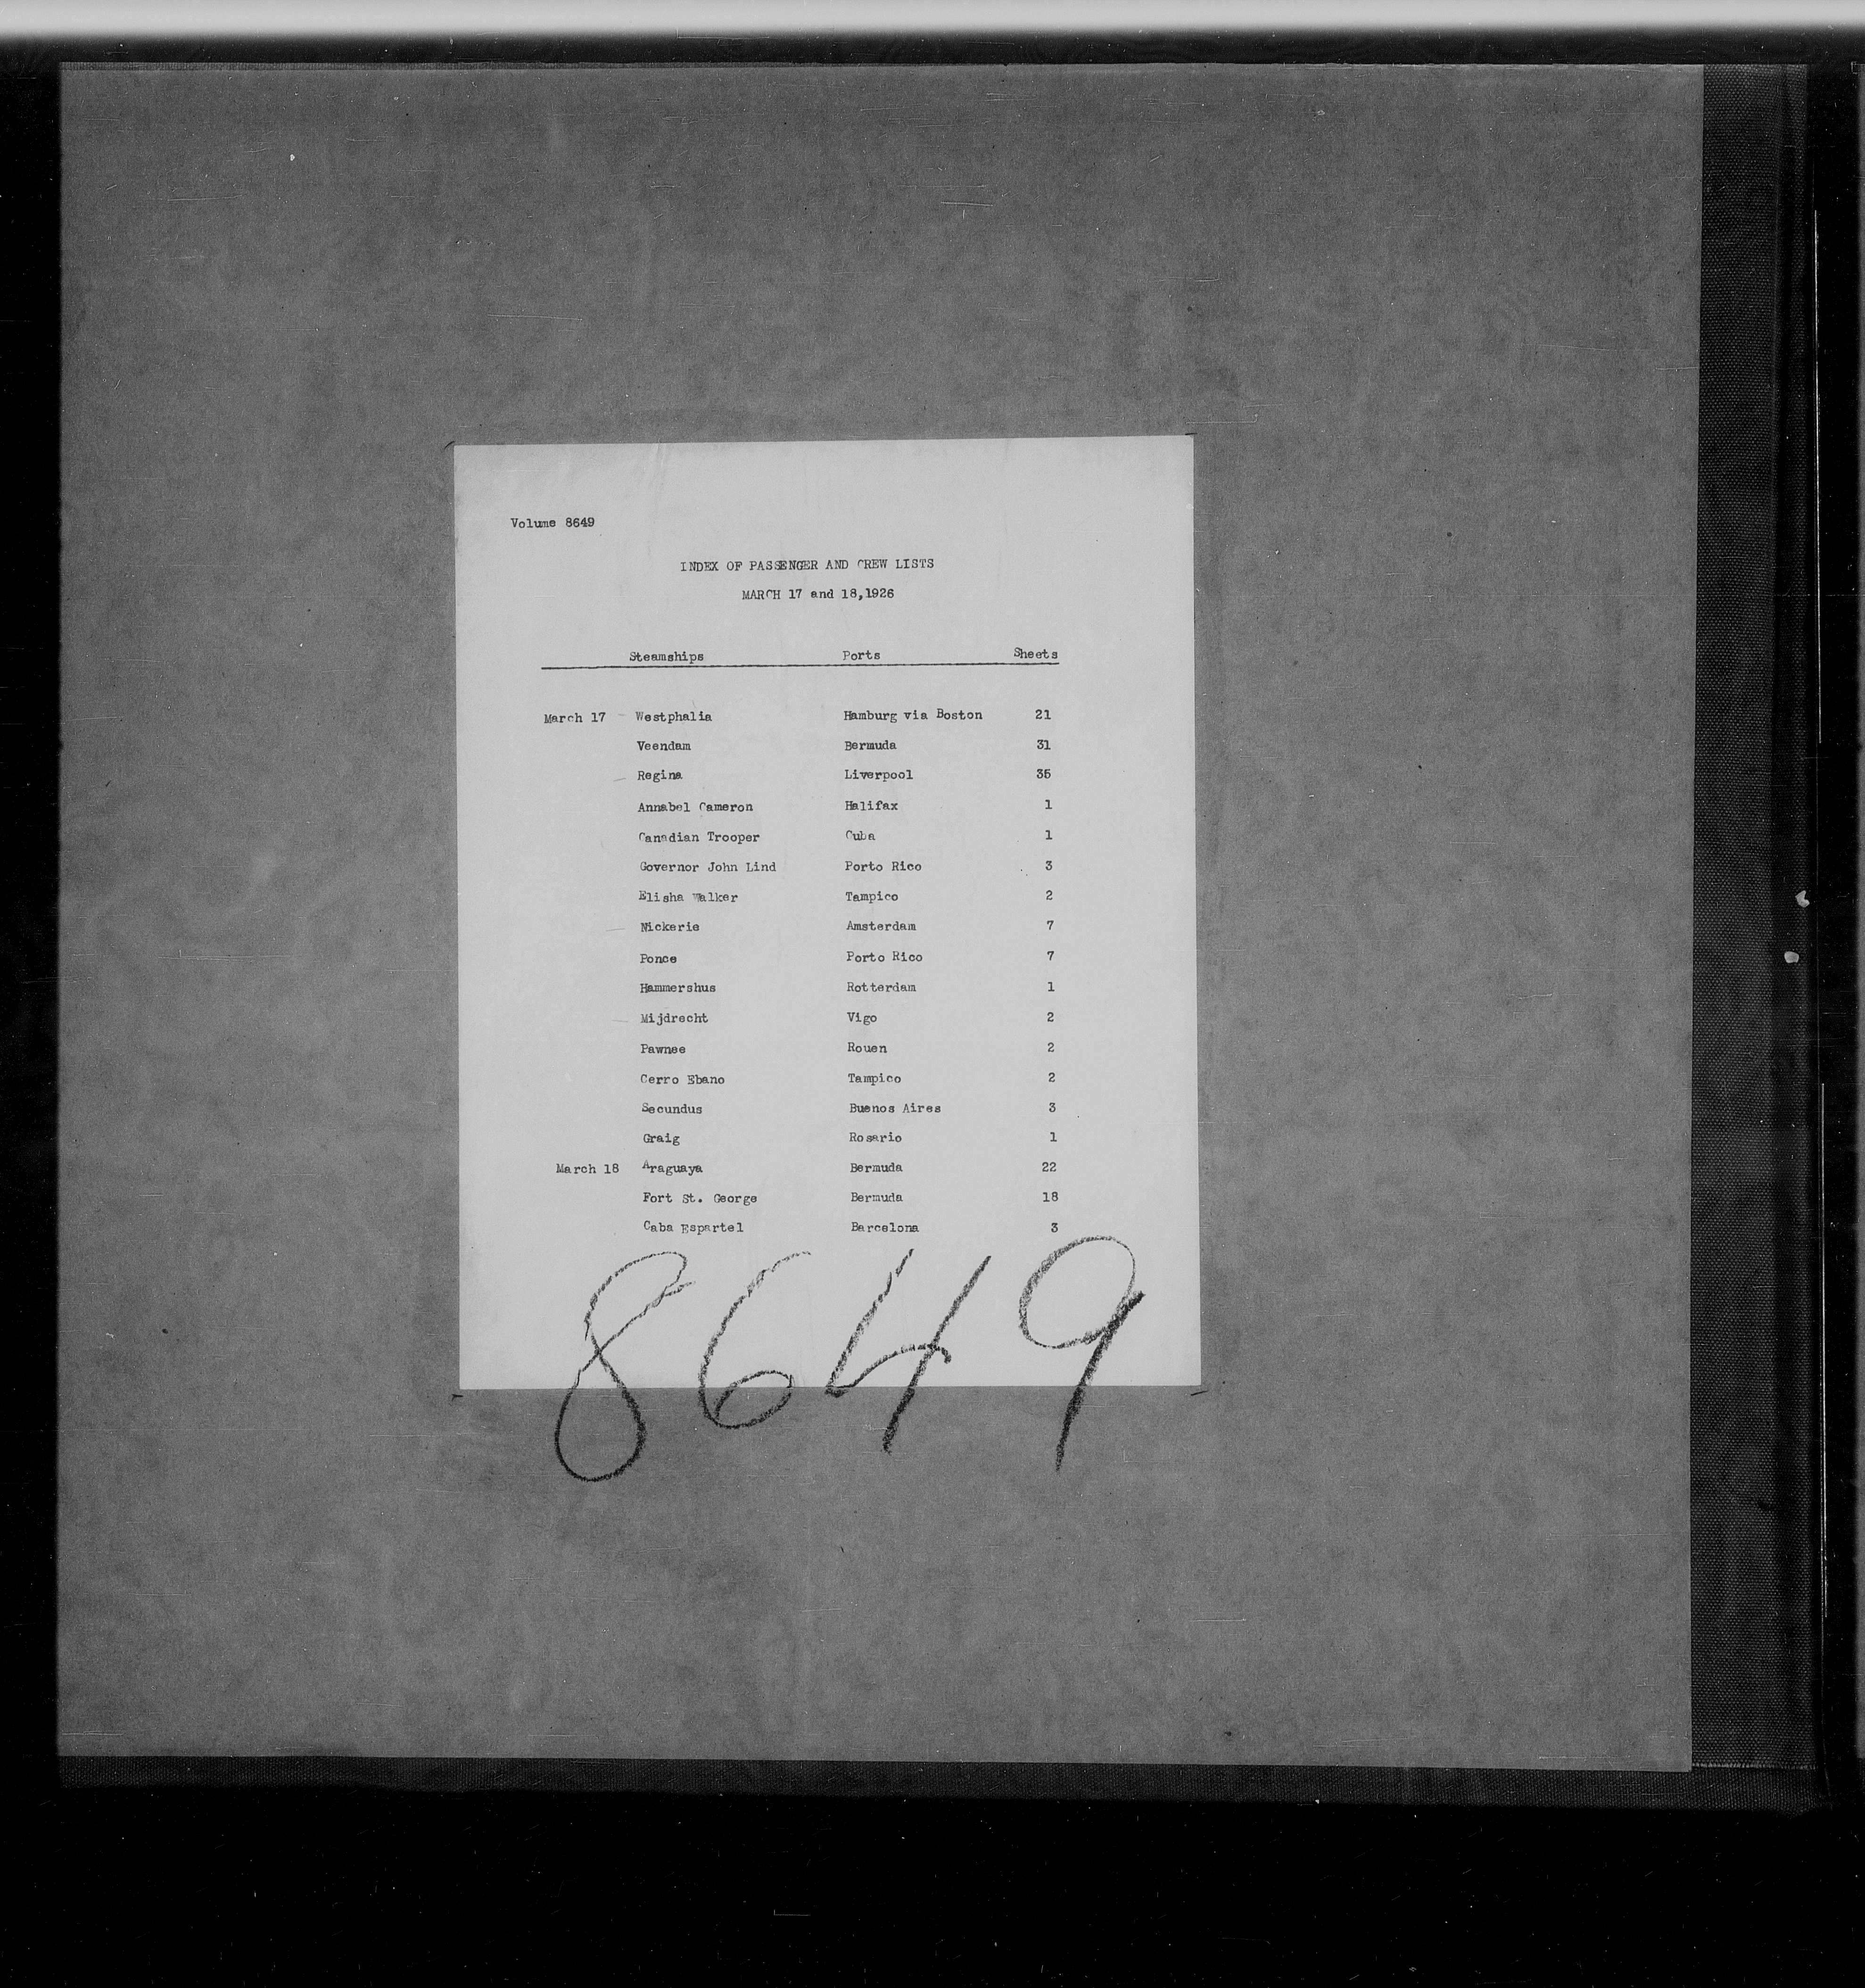 Volume 8649
INDEX OF PASSENGER AND CREW LISTS
MARCH 17 and 18,1926
Steamships Ports Sheets
March 17 Westphalia Hamburg via Boston 21
Veendam Bermuda 31
Regina Liverpool 36
Annabel Cameron Halifax 1
Canadian Trooper Cuba 1
Governor John Lind Porto Rico 3
Elisha Walker Tampico 2
Nickerie Amsterdam 7
Ponce Porto Rico 7
Hammershus Rotterdam 1
Mijdrecht Vigo 2
Pawnee Rouen 2
Cerro Ebano Tampico 2
Secundus Buenos Aires 3
Graig Rosario 1
March 18 Araguaya Bermuda 22
Fort St. George Bermuda 18
Caba Espartel Barcelona 3
8649